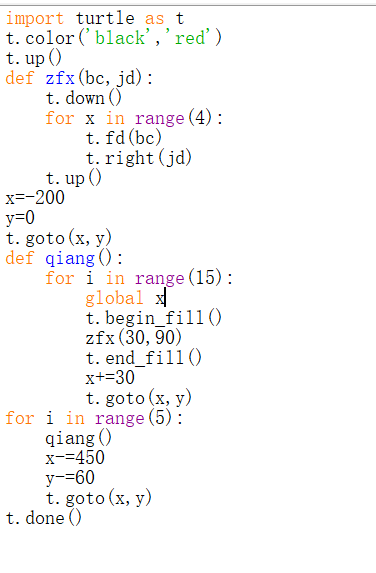 import turtle as t
t.color('black','red')
t.up()
def zfx(bc,jd):
    t.down()
    for x in range(4):
        t.fd(bc)
        t.right(jd)
    t.up()
x=-200
y=0
t.goto(x,y)
def qiang():
    for i in range(15):
        global x
        t.begin_fill()
        zfx(30,90)
        t.end_fill()
        x+=30
        t.goto(x,y)
for i in range(5):
    qiang()
    x-=450
    y-=60
    t.goto(x,y)
t.done()